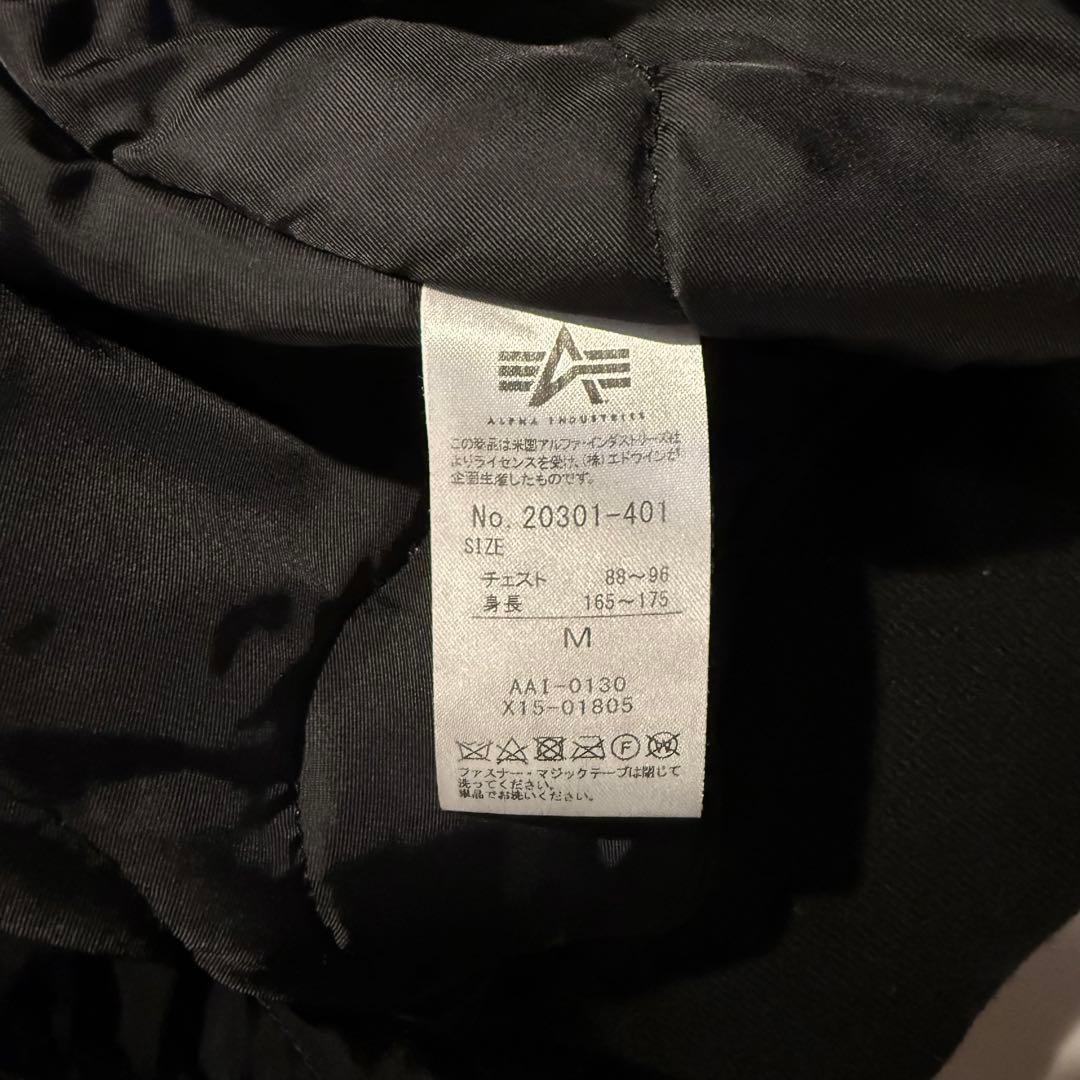 ALPHA INDUSTRIES
この商品は米国アルファ・インダストリーズ社
よりライセンスを受け、(株)エドウインが
企画生産したものです。
No. 20301-401
SIZE
チェスト 88〜96
身長 165〜175
M
AAI-0130
X15-01805
F W
ファスナー・マジックテープは閉じて
洗ってください。
単品でお洗いください。